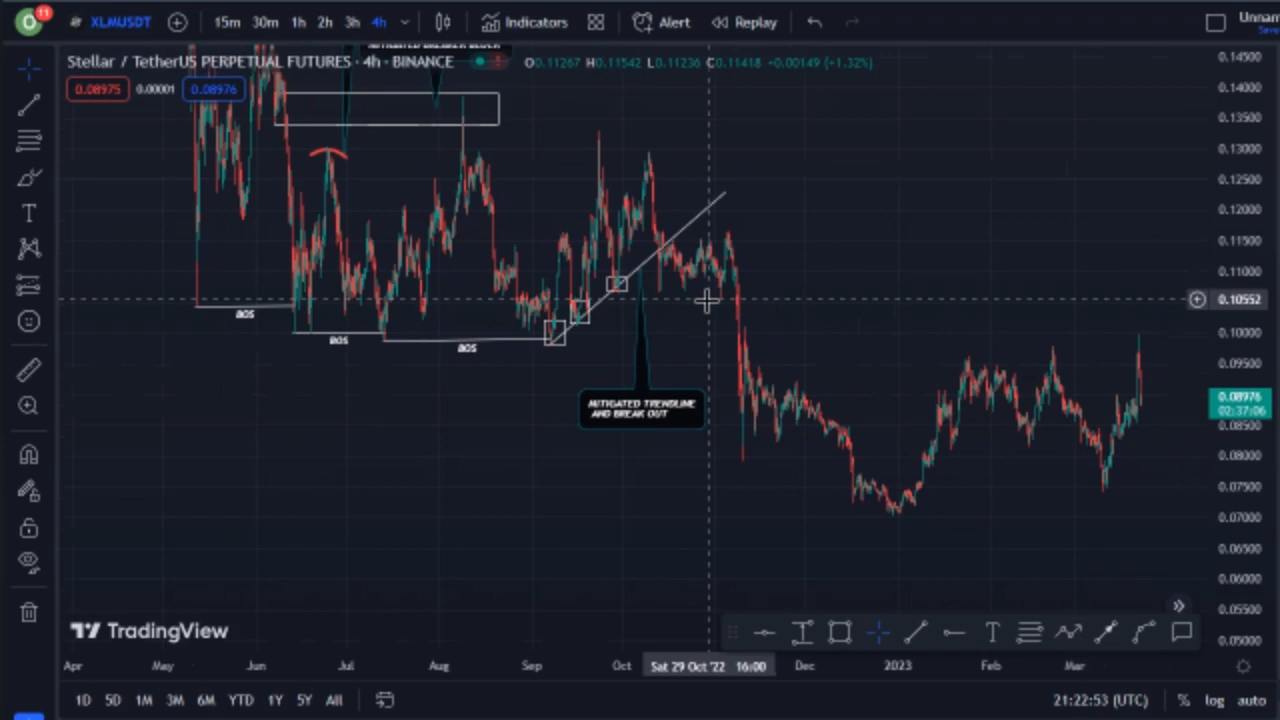 11
XLMUSDT
15m 30m 1h 2h 3h 4h
Indicators
Alert
Replay
Unnam
Save
Stellar / TetherUS PERPETUAL FUTURES · 4h · BINANCE
O0.11267 H0.11542 L0.11236 C0.11418 -0.00149 (+1.32%)
0.08975 0.00001 0.08976
0.14500
0.14000
0.13500
0.13000
0.12500
0.12000
0.11500
0.11000
0.10552
0.10000
0.09500
0.08976
02:37:06
0.08500
0.08000
0.07500
0.07000
0.06500
0.06000
0.05500
0.05000
BOS
BOS
BOS
MITIGATED TRENDLINE
AND BREAK OUT
TradingView
Apr May Jun Jul Aug Sep Oct Sat 29 Oct '22 16:00 Dec 2023 Feb Mar
1D 5D 1M 3M 6M YTD 1Y 5Y All
21:22:53 (UTC) % log auto